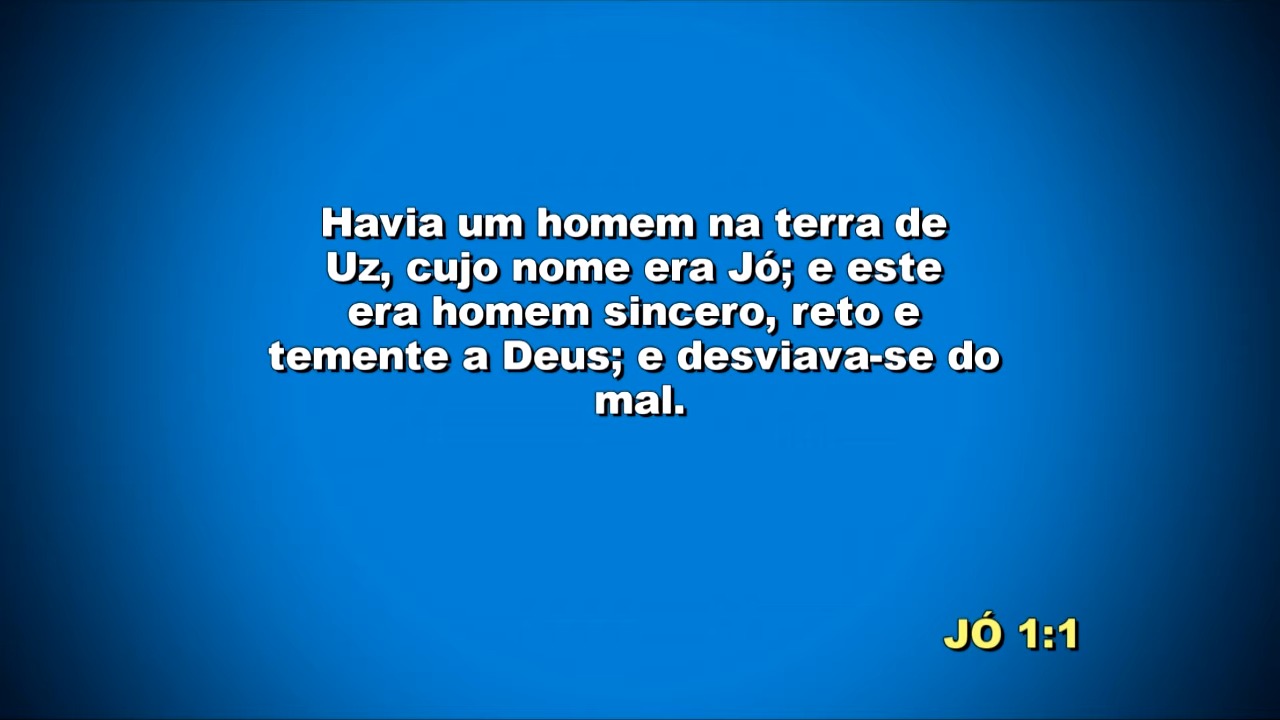 Havia um homem na terra de
Uz, cujo nome era Jó; e este
era homem sincero, reto e
temente a Deus; e desviava-se do
mal.
JÓ 1:1